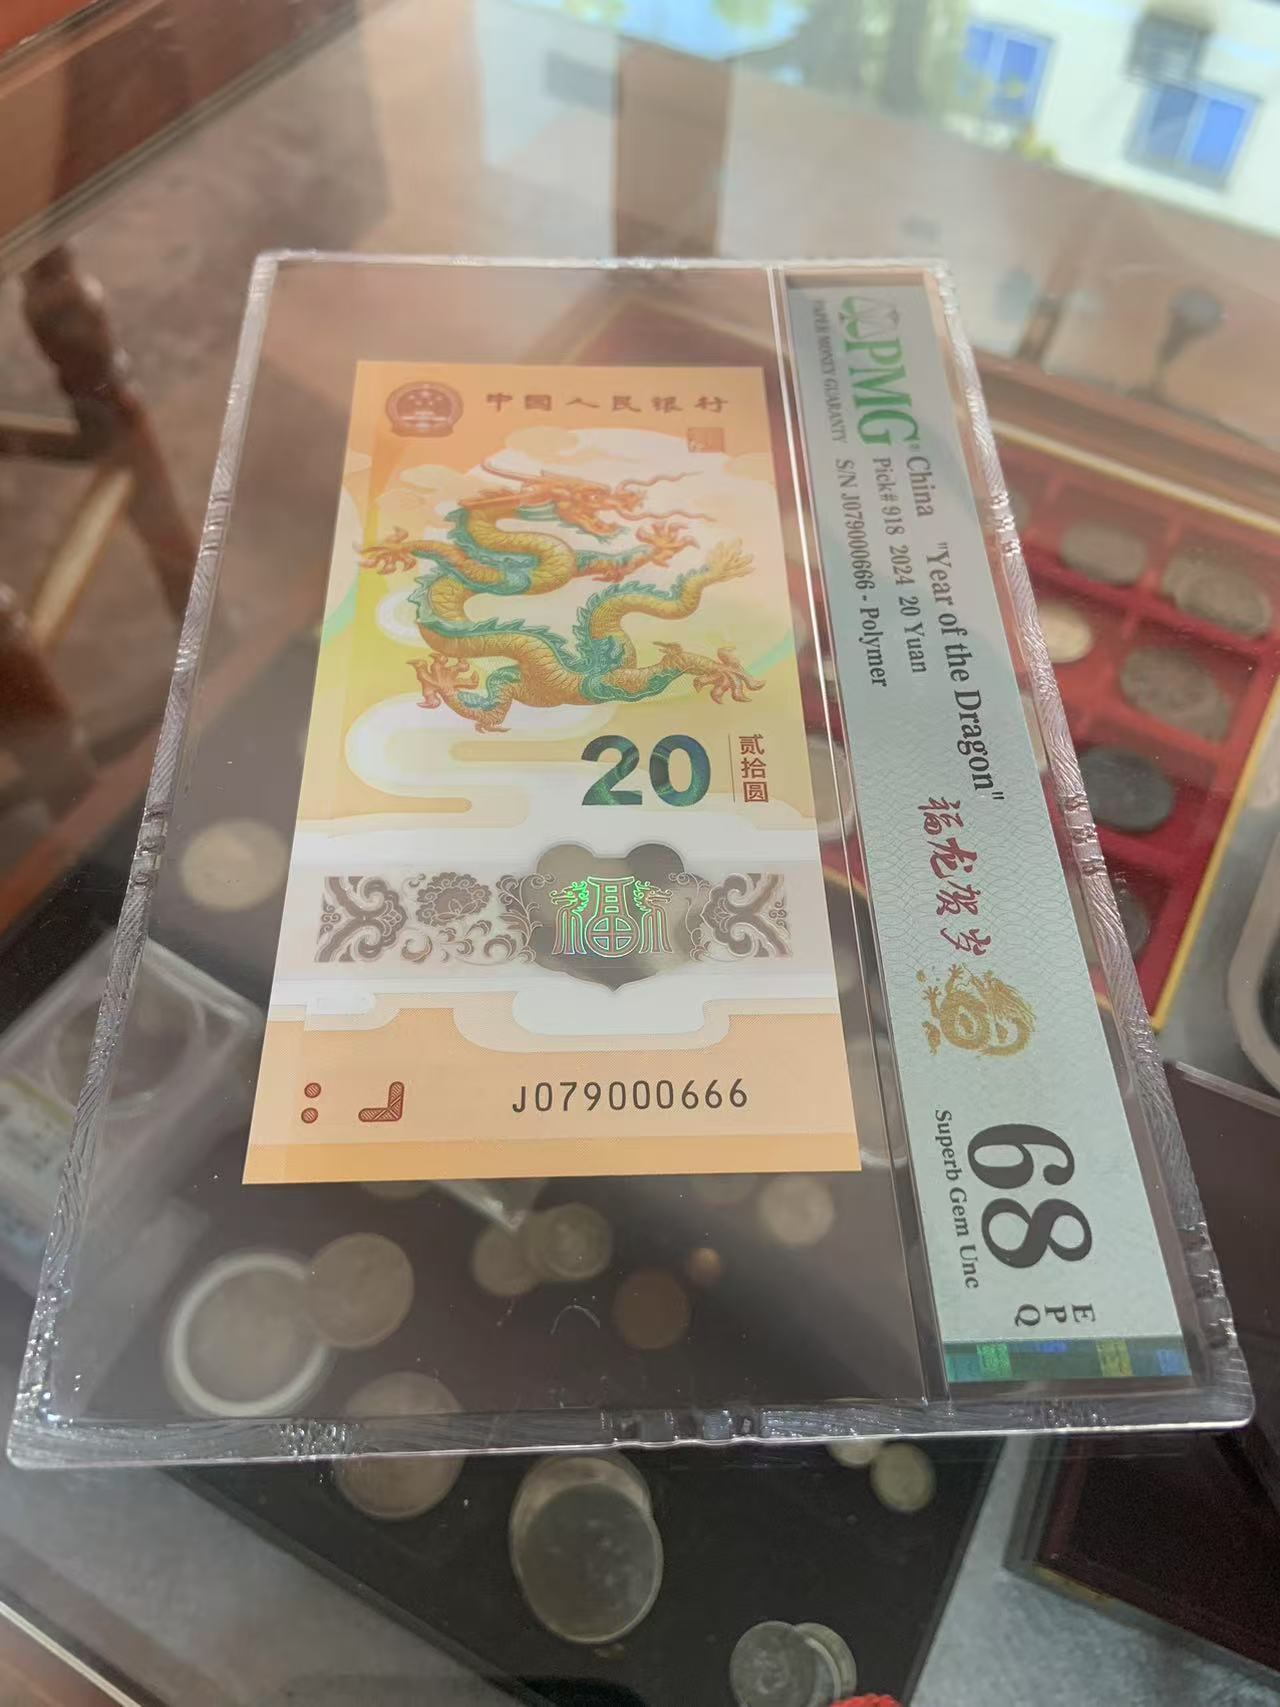 中国人民银行
20
贰拾圆
福
J079000666
PMG
PAPER MONEY GUARANTY
China "Year of the Dragon"
Pick# 918 2024 20 Yuan
S/N J079000666 - Polymer
福龙贺岁
68
Superb Gem Unc
E
P
Q